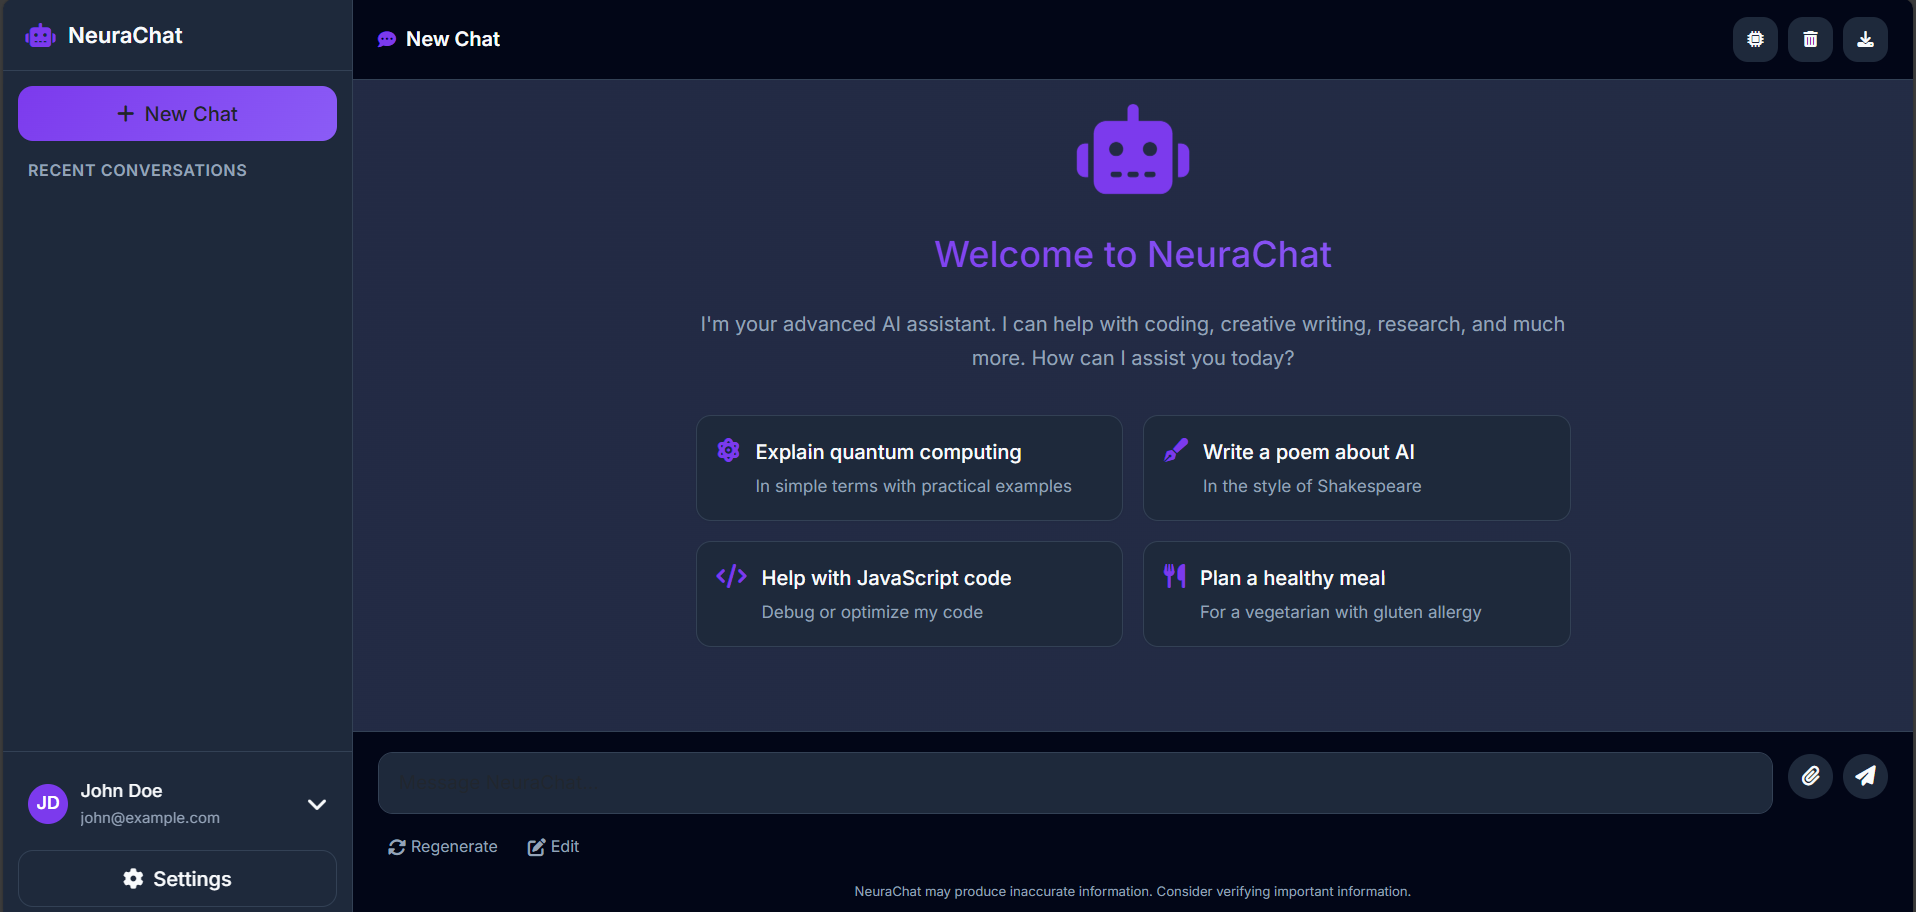 NeuraChat
New Chat
RECENT CONVERSATIONS
John Doe
JD
john@example.com
Settings
New Chat
Welcome to NeuraChat
I'm your advanced AI assistant. I can help with coding, creative writing, research, and much
more. How can I assist you today?
Explain quantum computing
In simple terms with practical examples
Write a poem about AI
In the style of Shakespeare
Help with JavaScript code
Debug or optimize my code
Plan a healthy meal
For a vegetarian with gluten allergy
Message NeuraChat...
Regenerate
Edit
NeuraChat may produce inaccurate information. Consider verifying important information.